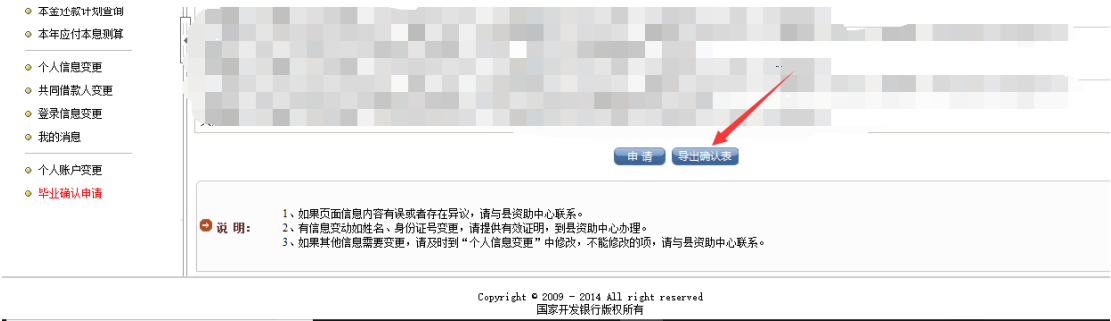 本金还款计划查询
本年应付本息测算
个人信息变更
共同借款人变更
登录信息变更
我的消息
个人账户变更
毕业确认申请
申 请
导出确认表
说 明：
1、如果页面信息内容有误或者存在异议，请与县资助中心联系。
2、有信息变动如姓名、身份证号变更，请提供有效证明，到县资助中心办理。
3、如果其他信息需要变更，请及时到“个人信息变更”中修改，不能修改的项，请与县资助中心联系。
Copyright © 2009 - 2014 All right reserved
国家开发银行版权所有